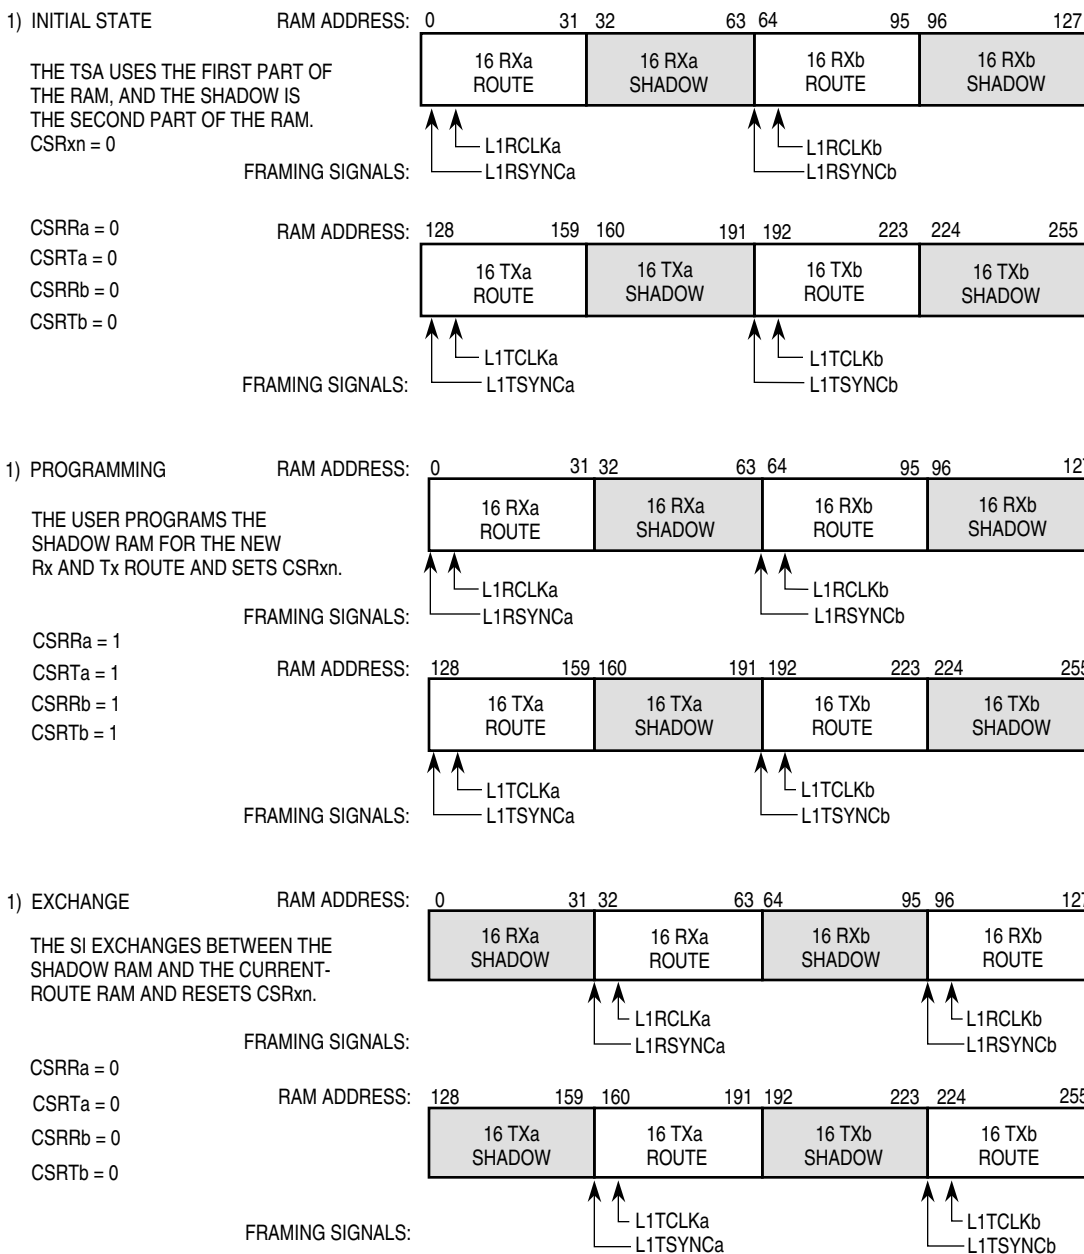 1) INITIAL STATE RAM ADDRESS: 0 31 32 63 64 95 96 127
THE TSA USES THE FIRST PART OF
THE RAM, AND THE SHADOW IS
THE SECOND PART OF THE RAM.
CSRxn = 0
16 RXa
ROUTE
16 RXa
SHADOW
16 RXb
ROUTE
16 RXb
SHADOW
L1RCLKa
L1RCLKb
FRAMING SIGNALS: L1RSYNCa
L1RSYNCb
CSRRa = 0
CSRTa = 0
CSRRb = 0
CSRTb = 0
RAM ADDRESS: 128 159 160 191 192 223 224 255
16 TXa
ROUTE
16 TXa
SHADOW
16 TXb
ROUTE
16 TXb
SHADOW
L1TCLKa
L1TCLKb
FRAMING SIGNALS: L1TSYNCa
L1TSYNCb
1) PROGRAMMING RAM ADDRESS: 0 31 32 63 64 95 96 127
THE USER PROGRAMS THE
SHADOW RAM FOR THE NEW
Rx AND Tx ROUTE AND SETS CSRxn.
16 RXa
ROUTE
16 RXa
SHADOW
16 RXb
ROUTE
16 RXb
SHADOW
L1RCLKa
L1RCLKb
FRAMING SIGNALS: L1RSYNCa
L1RSYNCb
CSRRa = 1
CSRTa = 1
CSRRb = 1
CSRTb = 1
RAM ADDRESS: 128 159 160 191 192 223 224 255
16 TXa
ROUTE
16 TXa
SHADOW
16 TXb
ROUTE
16 TXb
SHADOW
L1TCLKa
L1TCLKb
FRAMING SIGNALS: L1TSYNCa
L1TSYNCb
1) EXCHANGE RAM ADDRESS: 0 31 32 63 64 95 96 127
THE SI EXCHANGES BETWEEN THE
SHADOW RAM AND THE CURRENT-
ROUTE RAM AND RESETS CSRxn.
16 RXa
SHADOW
16 RXa
ROUTE
16 RXb
SHADOW
16 RXb
ROUTE
L1RCLKa
L1RCLKb
FRAMING SIGNALS: L1RSYNCa
L1RSYNCb
CSRRa = 0
CSRTa = 0
CSRRb = 0
CSRTb = 0
RAM ADDRESS: 128 159 160 191 192 223 224 255
16 TXa
SHADOW
16 TXa
ROUTE
16 TXb
SHADOW
16 TXb
ROUTE
L1TCLKa
L1TCLKb
FRAMING SIGNALS: L1TSYNCa
L1TSYNCb